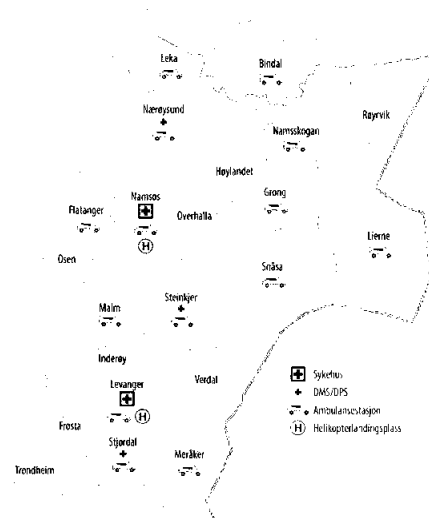 Leka
Bindal
Nærøysund
Røyrvik
Namsskogan
Høylandet
Namsos
Grong
Flatanger
Overhalla
Lierne
Osen
Snåsa
Steinkjer
Malm
Inderøy
Verdal
Levanger
Frosta
Stjørdal
Meråker
Trondheim
Sykehus
DMS/DPS
Ambulansestasjon
H Helikopterlandingsplass
H
H